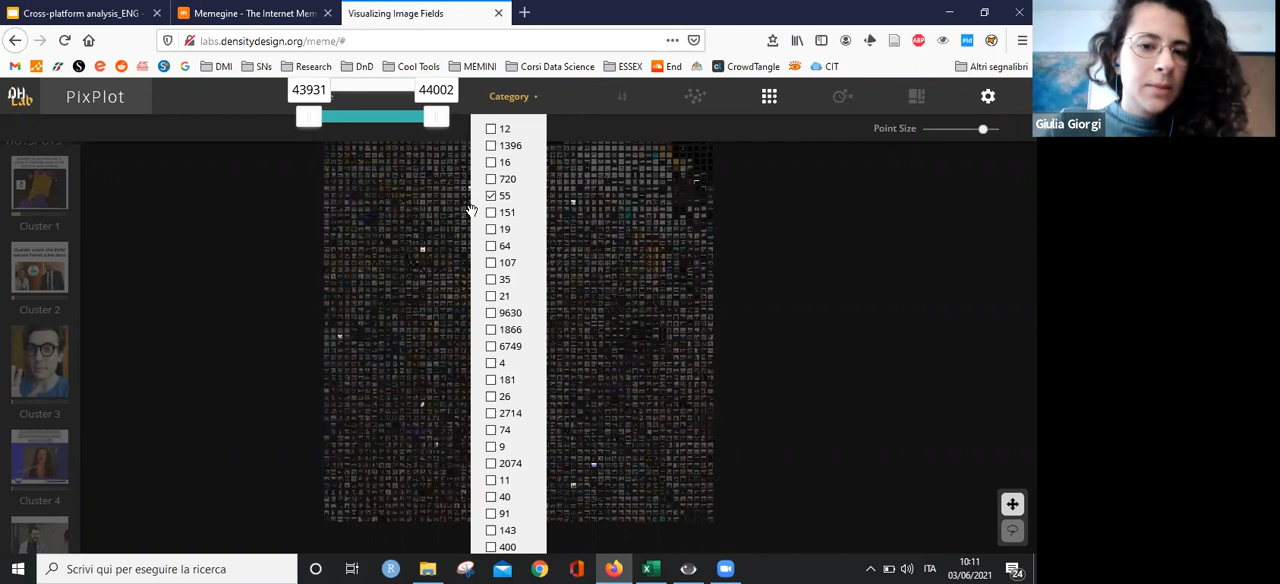 Cross-platform analysis_ENG
Memegine - The Internet Mem
Visualizing Image Fields
labs.densitydesign.org/meme/#
DMI
SNs
Research
DnD
Cool Tools
MEMINI
Corsi Data Science
ESSEX
End
CrowdTangle
CIT
Altri segnalibri
DH
Lab
PixPlot
43931
44002
Category
Point Size
Giulia Giorgi
HOTSPOTS
Cluster 1
Cluster 2
Cluster 3
Cluster 4
12
1396
16
720
55
151
19
64
107
35
21
9630
1866
6749
4
181
26
2714
74
9
2074
11
40
91
143
400
Scrivi qui per eseguire la ricerca
ITA
10:11
03/06/2021
24